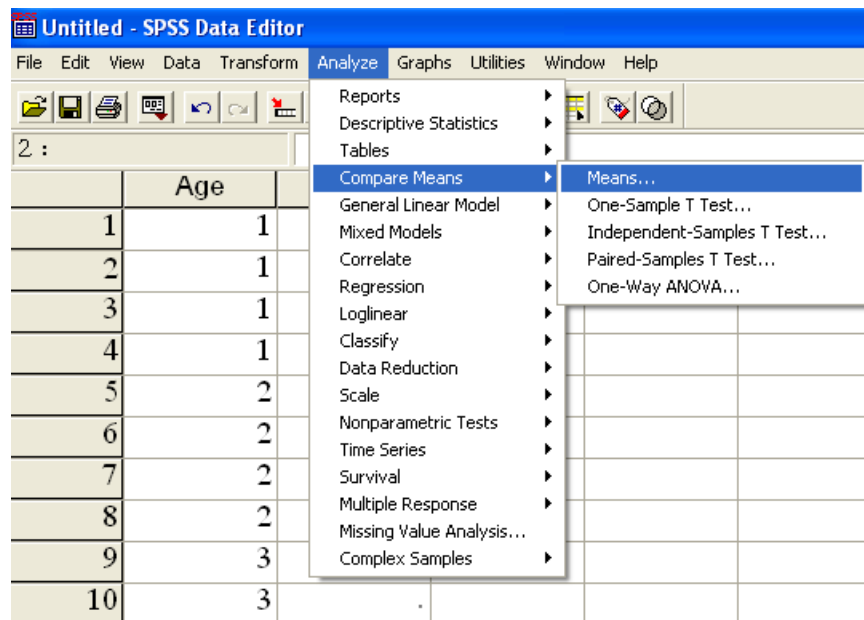 Untitled - SPSS Data Editor
File Edit View Data Transform Analyze Graphs Utilities Window Help
2 :
Age
1 1
2 1
3 1
4 1
5 2
6 2
7 2
8 2
9 3
10 3 .
Reports
Descriptive Statistics
Tables
Compare Means
General Linear Model
Mixed Models
Correlate
Regression
Loglinear
Classify
Data Reduction
Scale
Nonparametric Tests
Time Series
Survival
Multiple Response
Missing Value Analysis...
Complex Samples
Means...
One-Sample T Test...
Independent-Samples T Test...
Paired-Samples T Test...
One-Way ANOVA...